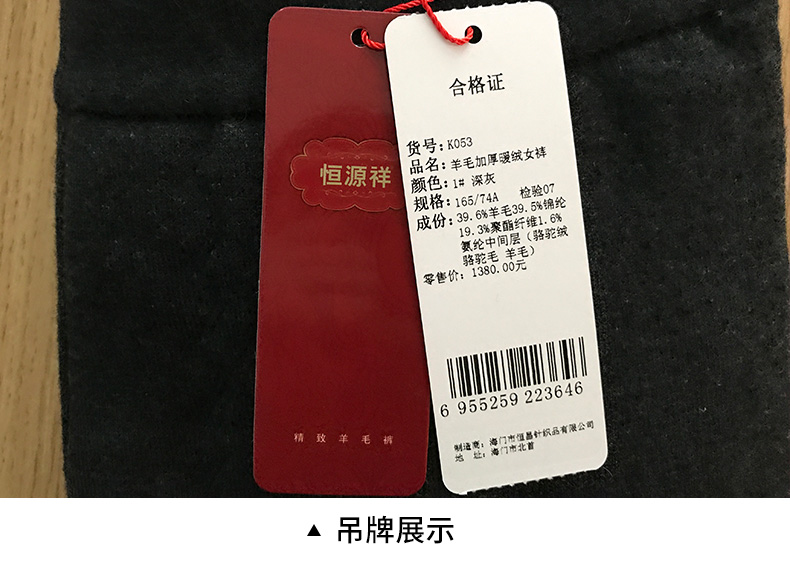 恒源祥
精致羊毛裤
合格证
货号: K053
品名: 羊毛加厚暖绒女裤
颜色: 1# 深灰
规格: 165/74A 检验07
成份: 39.6%羊毛39.5%锦纶
19.3%聚酯纤维1.6%
氨纶中间层（骆驼绒
骆驼毛 羊毛）
零售价: 1380.00元
6 955259 223646
制造商: 海门市恒昌针织品有限公司
地 址: 海门市北首
▲ 吊牌展示